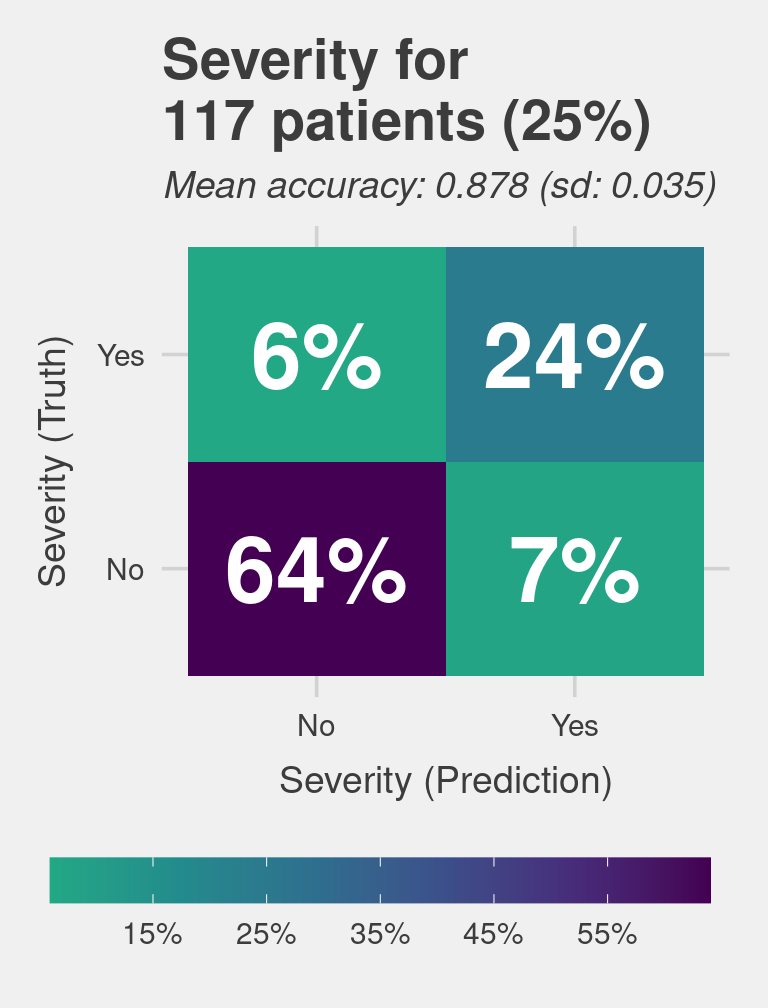 Severity for
117 patients (25%)
Mean accuracy: 0.878 (sd: 0.035)
Severity (Truth)
Yes
6%
24%
No
64%
7%
No
Yes
Severity (Prediction)
15%
25%
35%
45%
55%